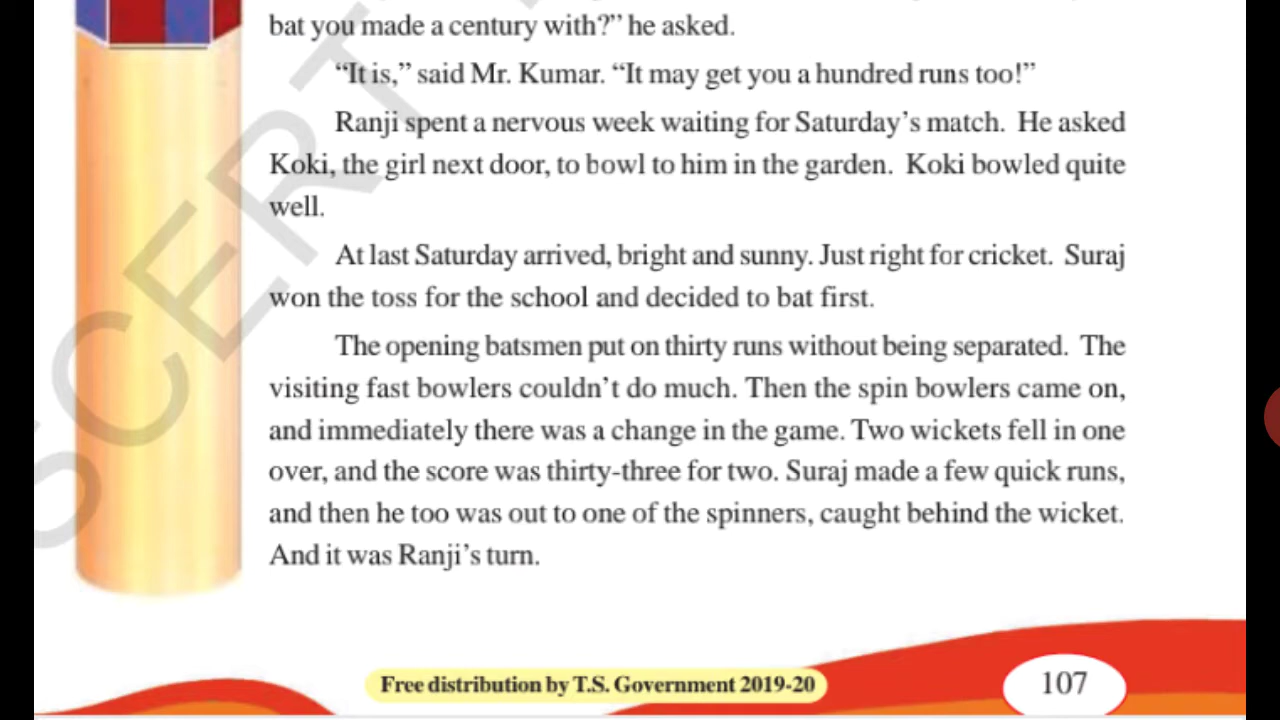 bat you made a century with?” he asked.
“It is,” said Mr. Kumar. “It may get you a hundred runs too!”
Ranji spent a nervous week waiting for Saturday’s match. He asked
Koki, the girl next door, to bowl to him in the garden. Koki bowled quite
well.
At last Saturday arrived, bright and sunny. Just right for cricket. Suraj
won the toss for the school and decided to bat first.
The opening batsmen put on thirty runs without being separated. The
visiting fast bowlers couldn’t do much. Then the spin bowlers came on,
and immediately there was a change in the game. Two wickets fell in one
over, and the score was thirty-three for two. Suraj made a few quick runs,
and then he too was out to one of the spinners, caught behind the wicket.
And it was Ranji’s turn.
SCERT
Free distribution by T.S. Government 2019-20
107